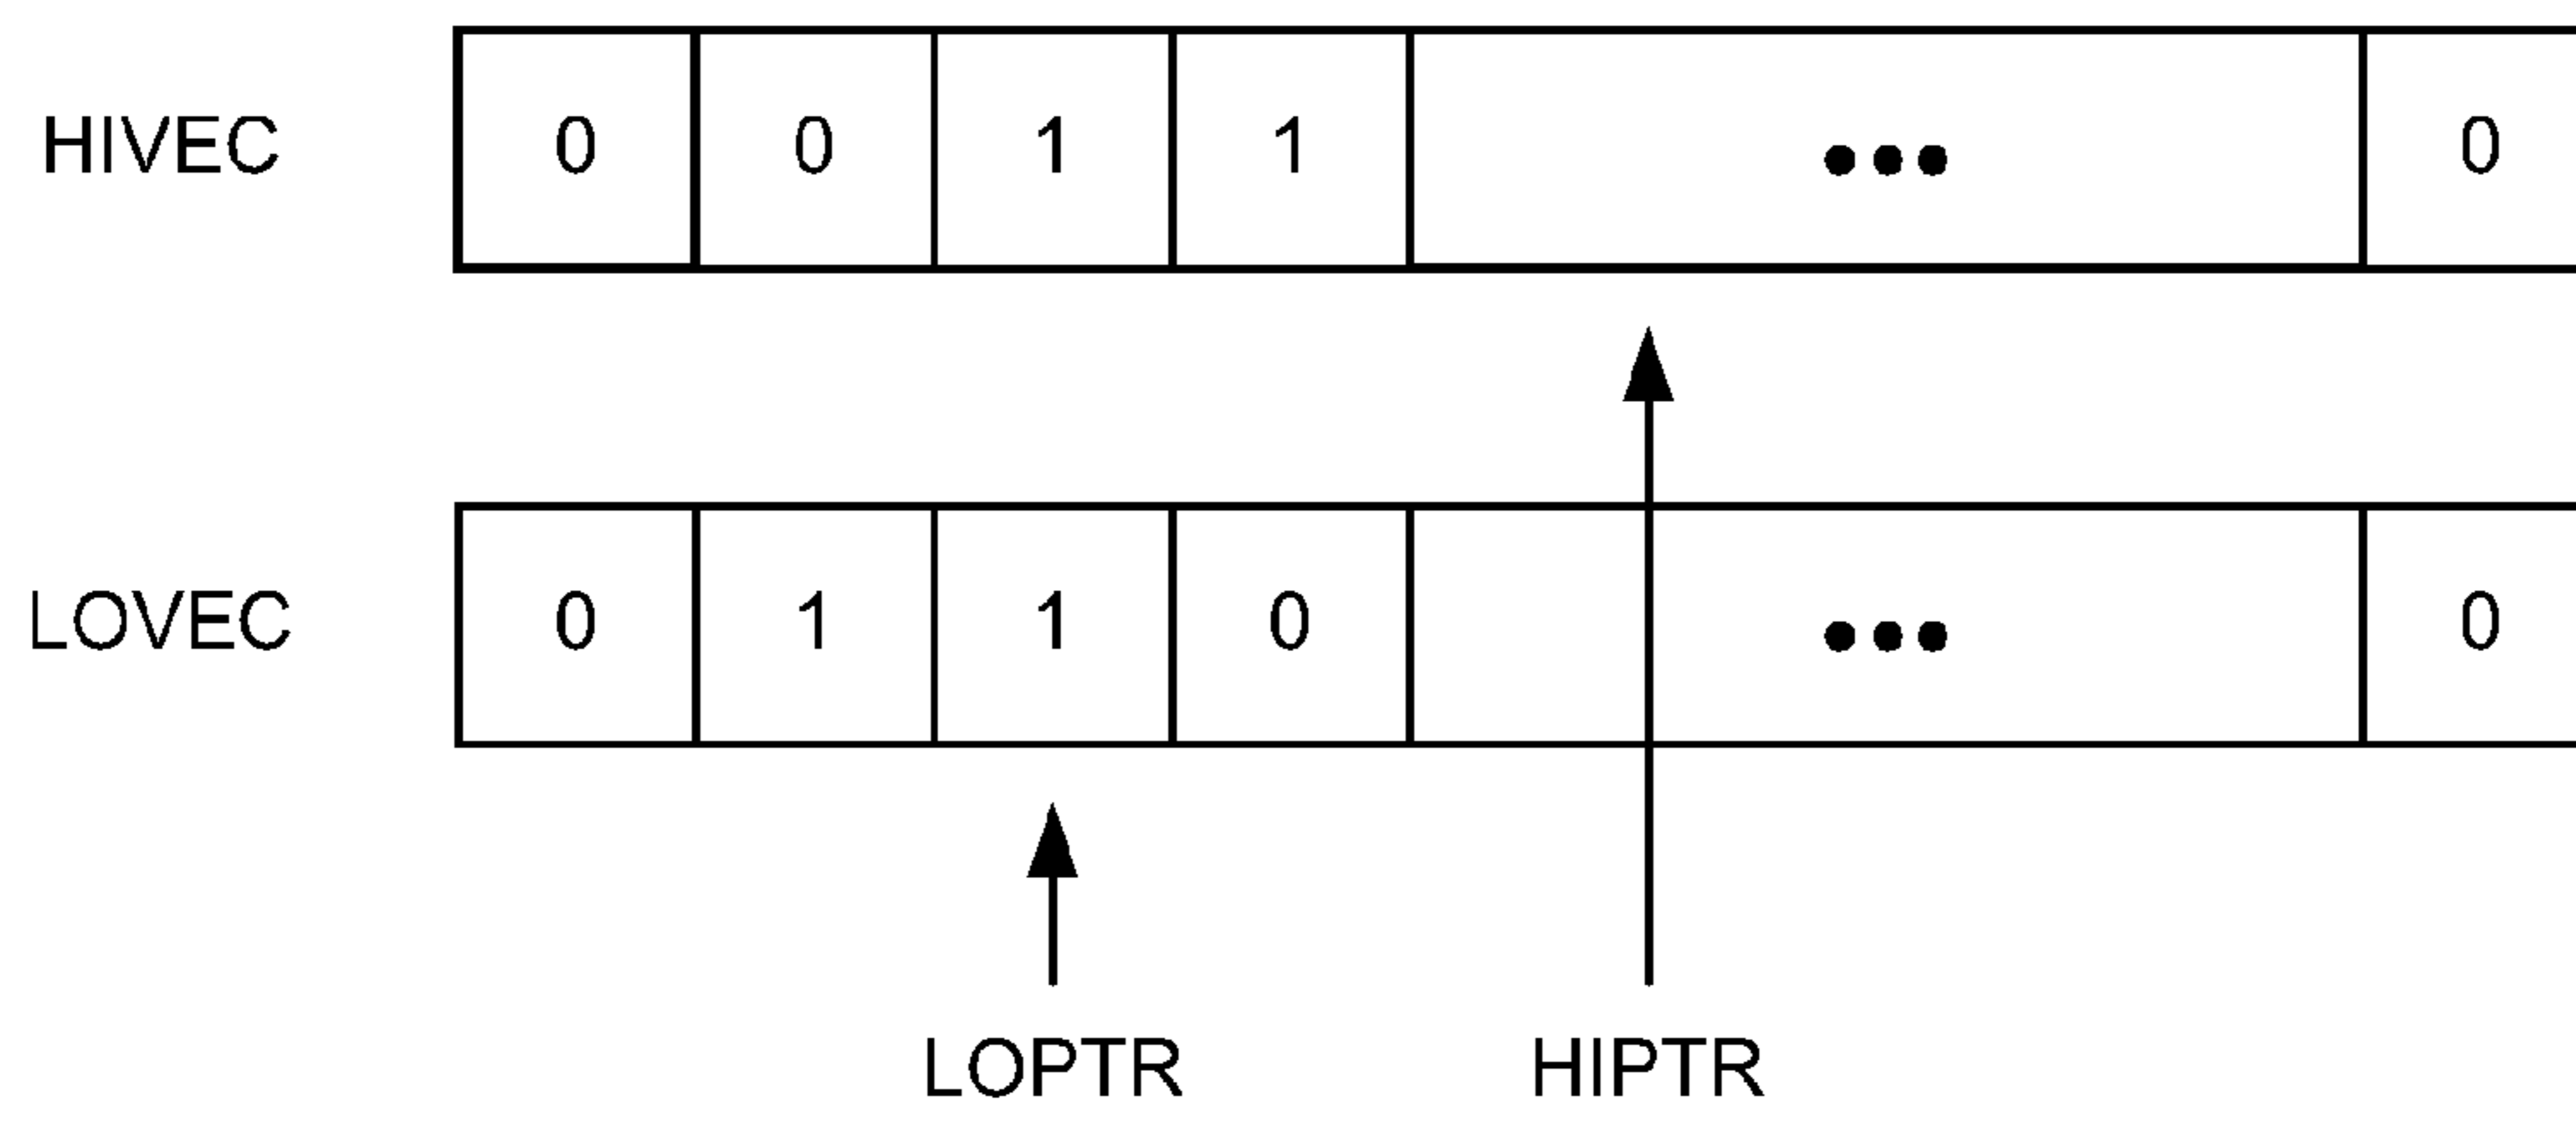 HIVEC 0 0 1 1 ••• 0
LOVEC 0 1 1 0 ••• 0
LOPTR HIPTR